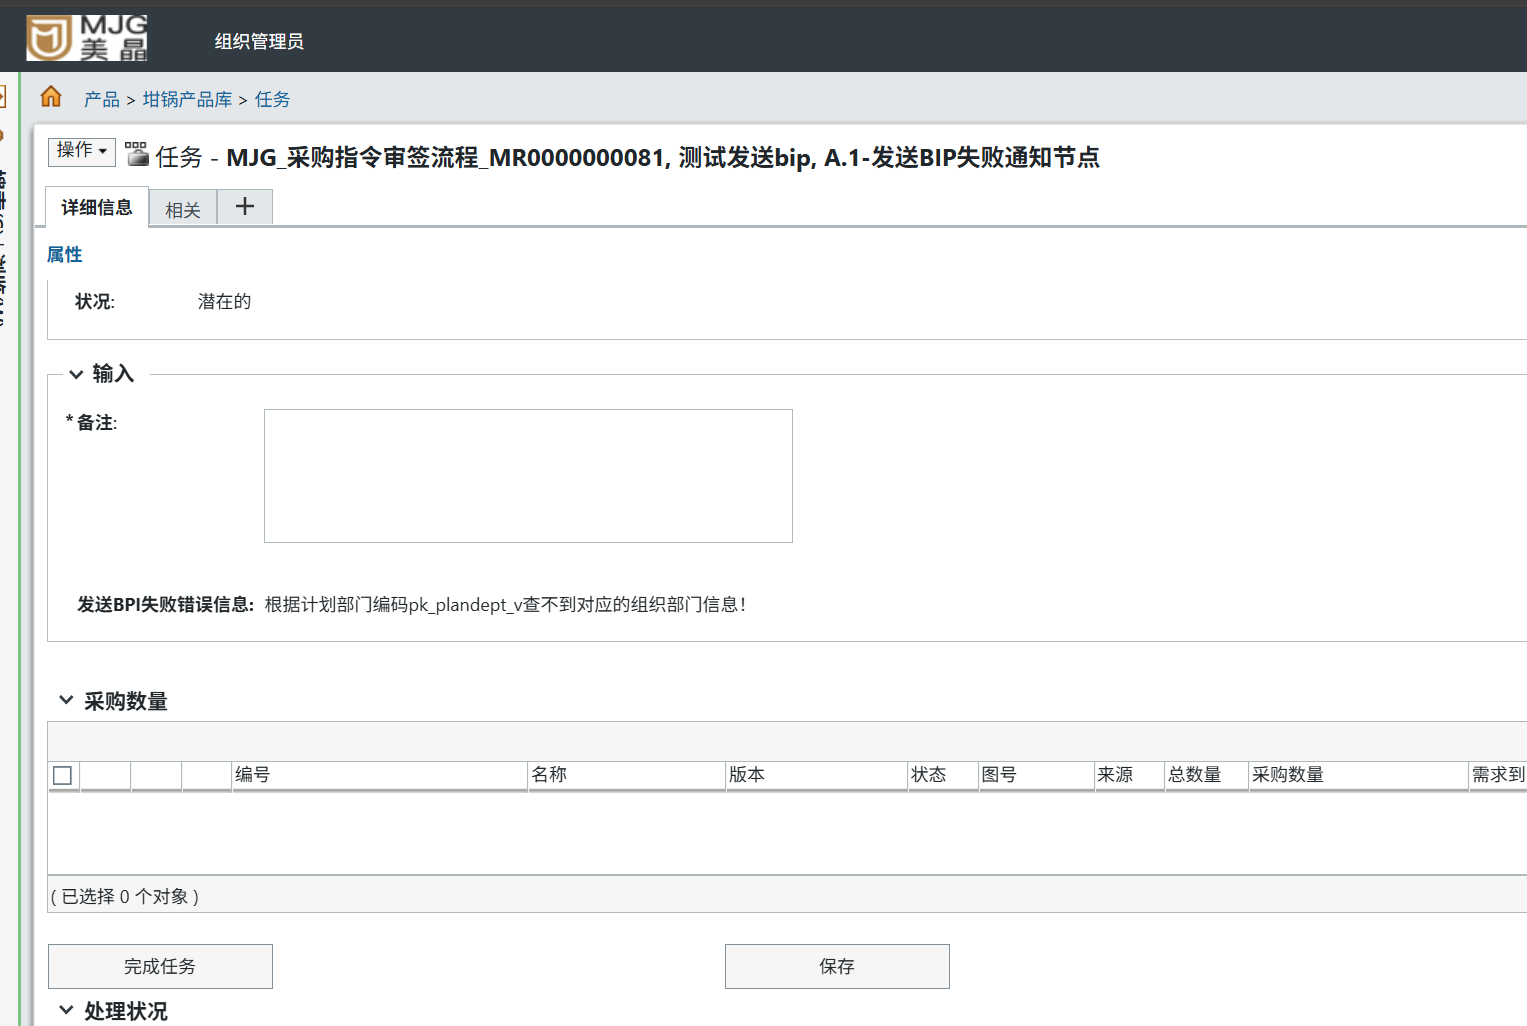 MJG
美晶
组织管理员
产品 > 坩锅产品库 > 任务
操作
任务 - MJG_采购指令审签流程_MR0000000081, 测试发送bip, A.1-发送BIP失败通知节点
详细信息
相关
+
属性
状况:
潜在的
输入
* 备注:
发送BPI失败错误信息:
根据计划部门编码pk_plandept_v查不到对应的组织部门信息!
采购数量
编号
名称
版本
状态
图号
来源
总数量
采购数量
需求到
( 已选择 0 个对象 )
完成任务
保存
处理状况